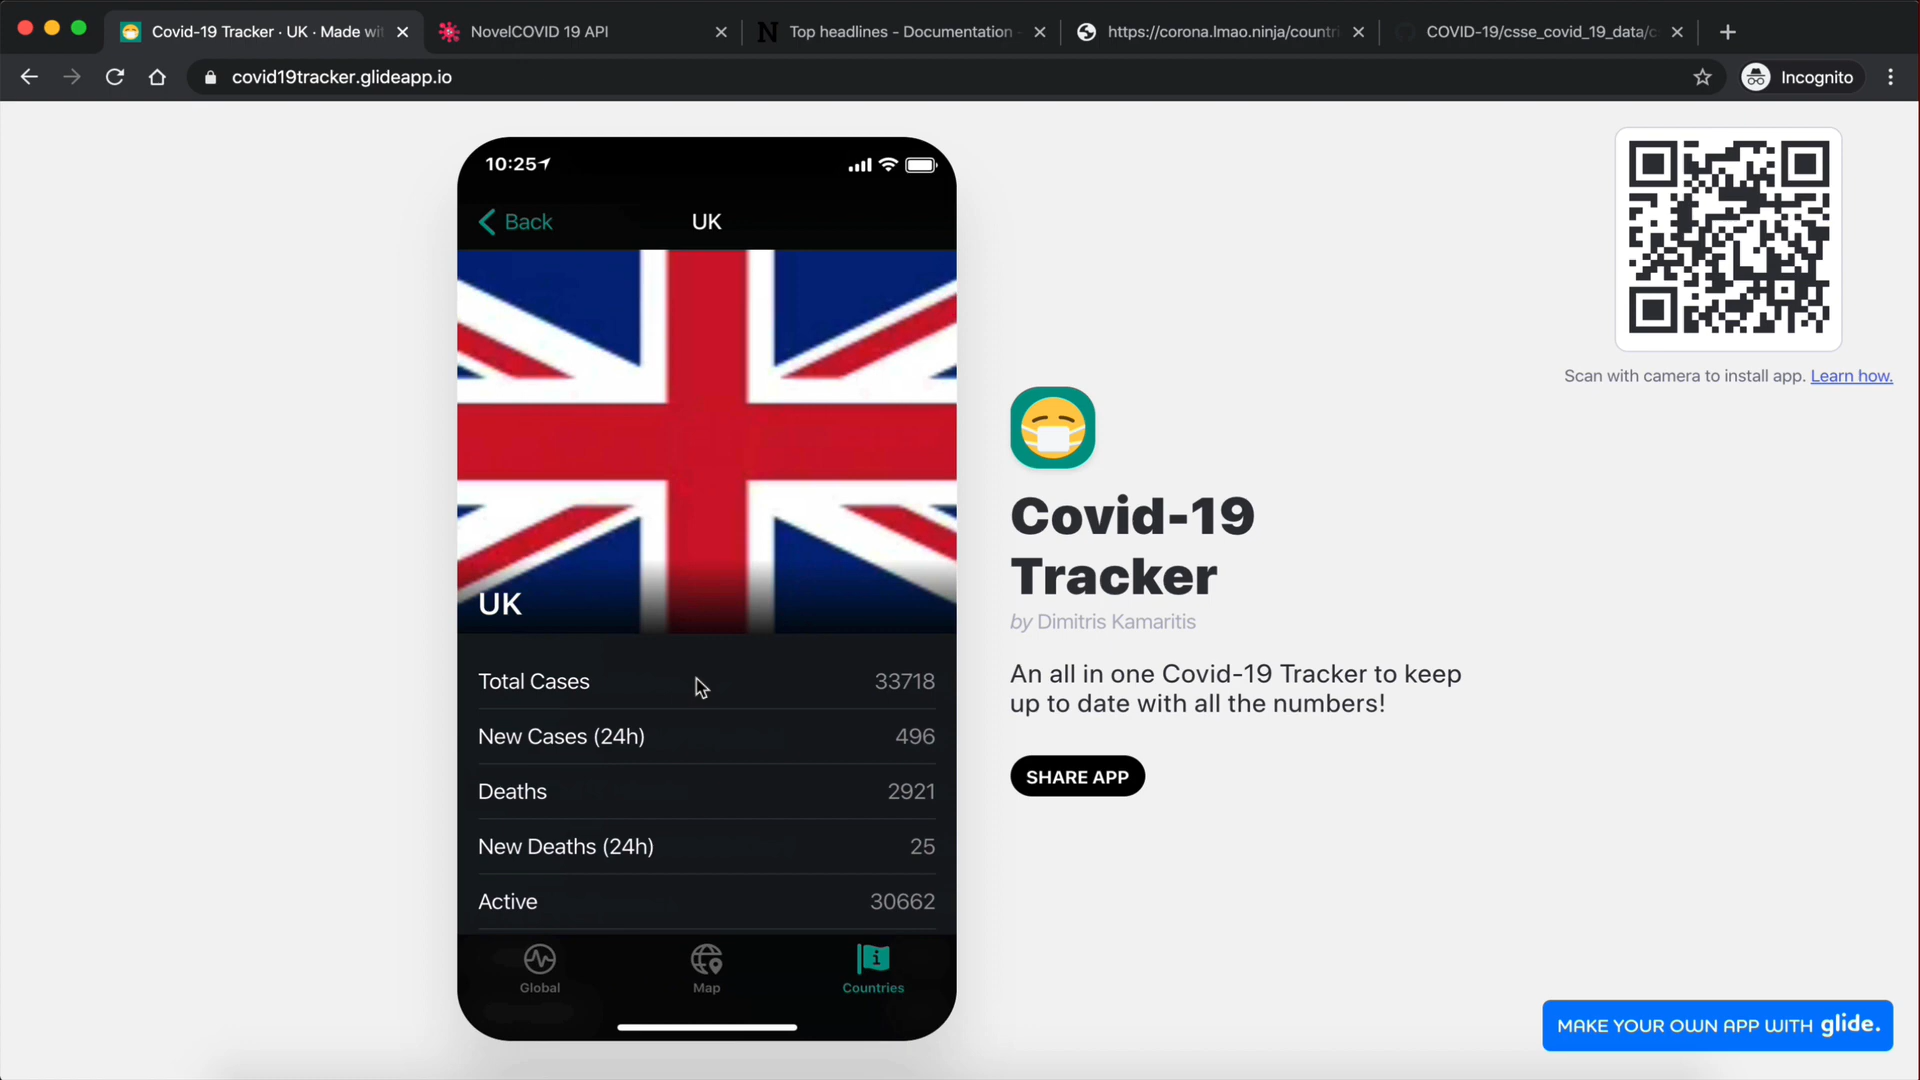 Covid-19 Tracker · UK · Made wi
NovelCOVID 19 API
Top headlines - Documentation -
https://corona.lmao.ninja/countri
COVID-19/csse_covid_19_data/c
covid19tracker.glideapp.io
Incognito
10:25
Back
UK
UK
Total Cases 33718
New Cases (24h) 496
Deaths 2921
New Deaths (24h) 25
Active 30662
Global
Map
Countries
Scan with camera to install app. Learn how.
Covid-19
Tracker
by Dimitris Kamaritis
An all in one Covid-19 Tracker to keep
up to date with all the numbers!
SHARE APP
MAKE YOUR OWN APP WITH glide.